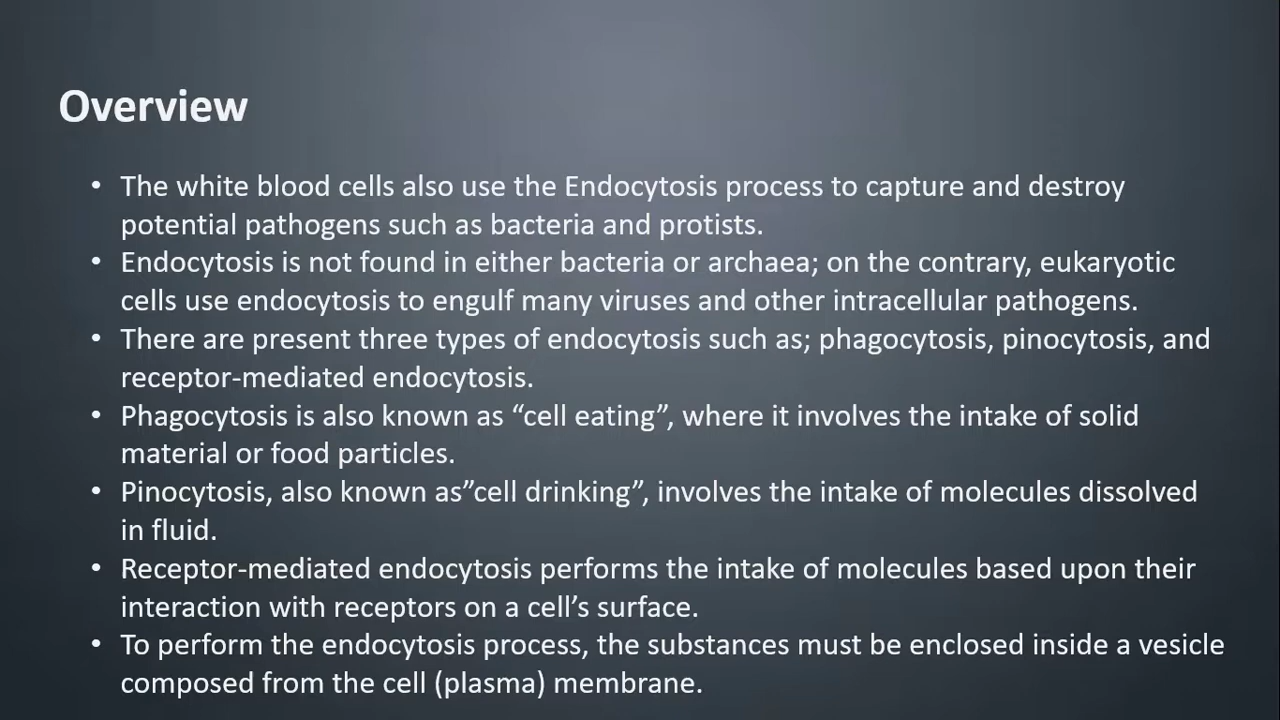 Overview
• The white blood cells also use the Endocytosis process to capture and destroy
potential pathogens such as bacteria and protists.
• Endocytosis is not found in either bacteria or archaea; on the contrary, eukaryotic
cells use endocytosis to engulf many viruses and other intracellular pathogens.
• There are present three types of endocytosis such as; phagocytosis, pinocytosis, and
receptor-mediated endocytosis.
• Phagocytosis is also known as “cell eating”, where it involves the intake of solid
material or food particles.
• Pinocytosis, also known as”cell drinking”, involves the intake of molecules dissolved
in fluid.
• Receptor-mediated endocytosis performs the intake of molecules based upon their
interaction with receptors on a cell’s surface.
• To perform the endocytosis process, the substances must be enclosed inside a vesicle
composed from the cell (plasma) membrane.